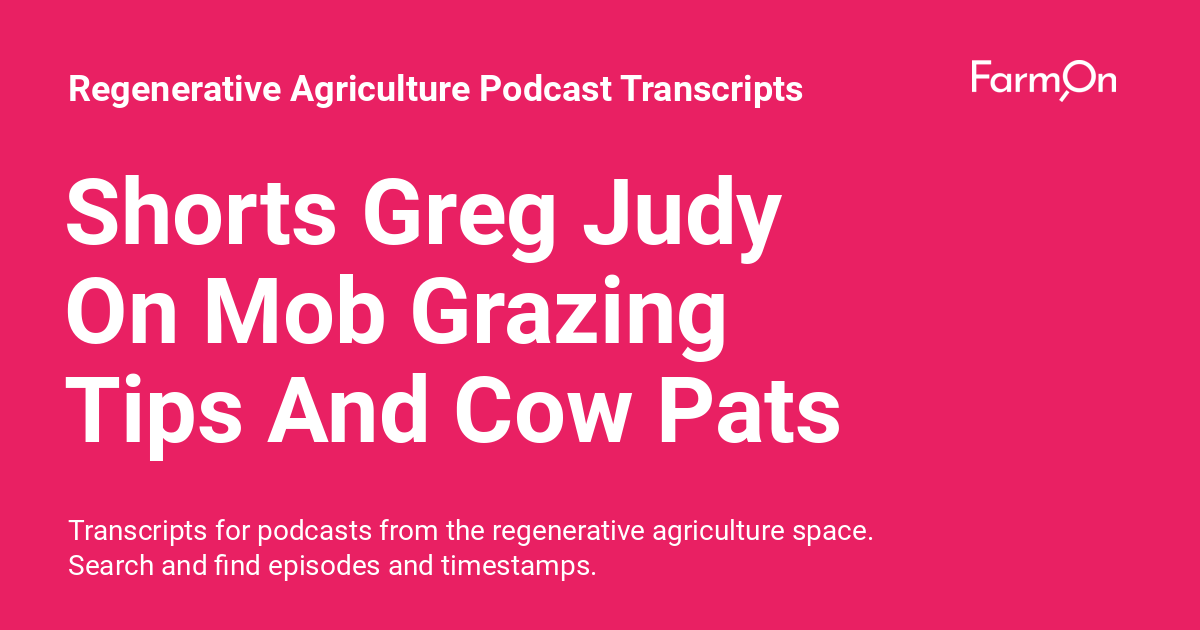 Regenerative Agriculture Podcast Transcripts
FarmOn
Shorts Greg Judy
On Mob Grazing
Tips And Cow Pats
Transcripts for podcasts from the regenerative agriculture space.
Search and find episodes and timestamps.